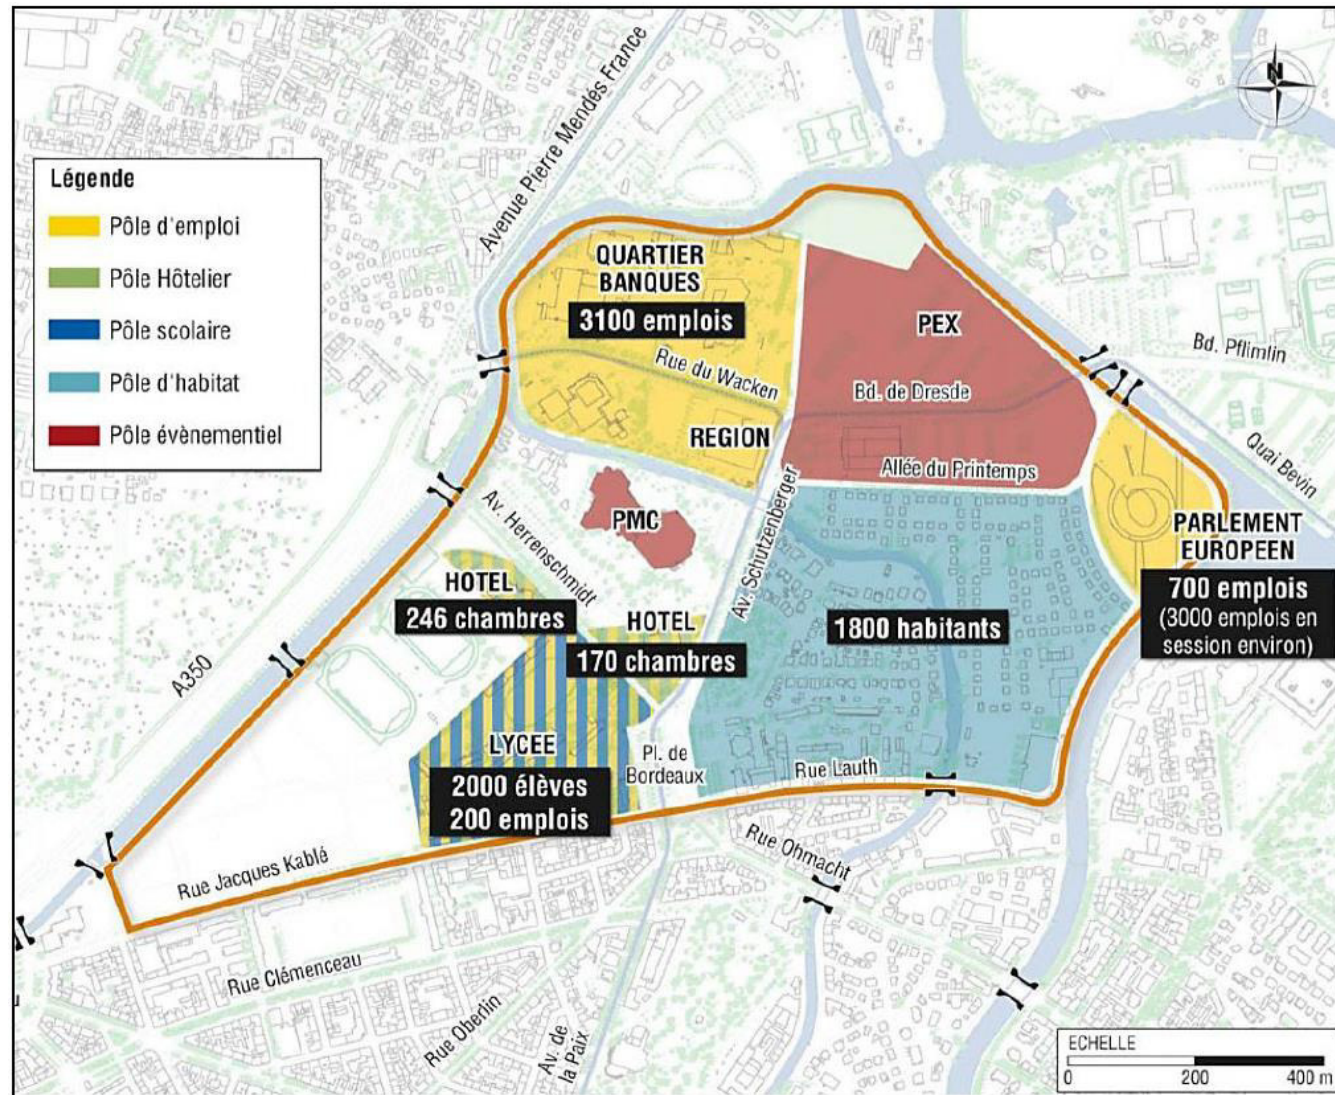 Avenue Pierre Mendés France
N
Légende
Pôle d'emploi
Pôle Hôtelier
Pôle scolaire
Pôle d'habitat
Pôle évènementiel
QUARTIER
BANQUES
3100 emplois
Rue du Wacken
REGION
PEX
Bd. de Dresde
Allée du Printemps
Bd. Pflimlin
Quai Bevin
PARLEMENT
EUROPEEN
700 emplois
(3000 emplois en
session environ)
PMC
Av. Herrenschmidt
Av. Schutzenberger
HOTEL
246 chambres
HOTEL
170 chambres
1800 habitants
A350
LYCEE
2000 élèves
200 emplois
Pl. de
Bordeaux
Rue Lauth
Rue Ohmacht
Rue Jacques Kablé
Rue Clémenceau
Rue Oberlin
Av. de
la Paix
ECHELLE
0 200 400 m